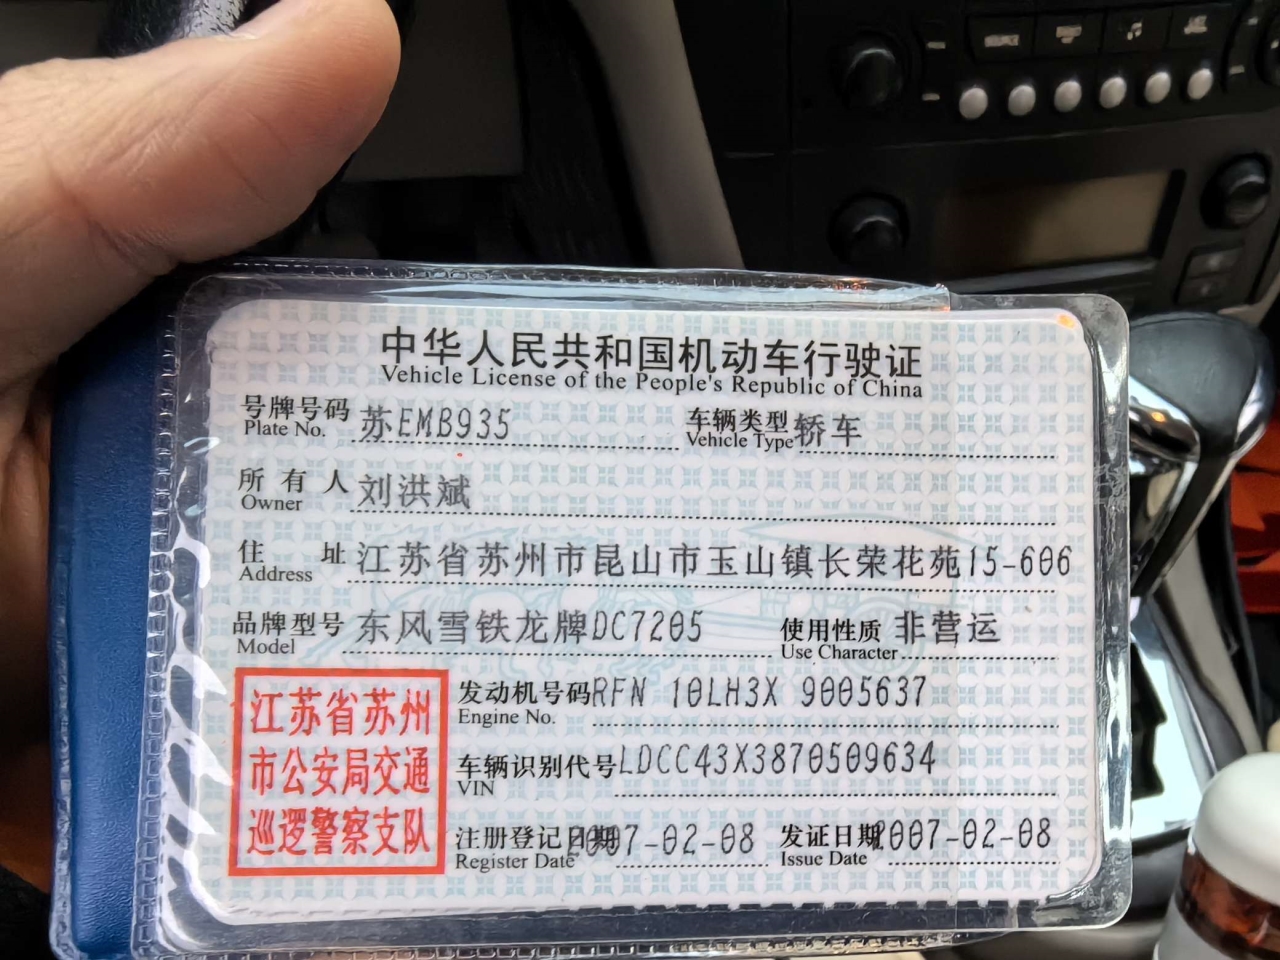 中华人民共和国机动车行驶证
Vehicle License of the People's Republic of China
号牌号码 苏EMB935 车辆类型 轿车
Plate No. Vehicle Type
所有人 刘洪斌
Owner
住址 江苏省苏州市昆山市玉山镇长荣花苑15-606
Address
品牌型号 东风雪铁龙牌DC7205 使用性质 非营运
Model Use Character
江苏省苏州
市公安局交通
巡逻警察支队
发动机号码 RFN 10LH3X 9005637
Engine No.
车辆识别代号 LDCC43X3870509634
VIN
注册登记日期 2007-02-08 发证日期 2007-02-08
Register Date Issue Date